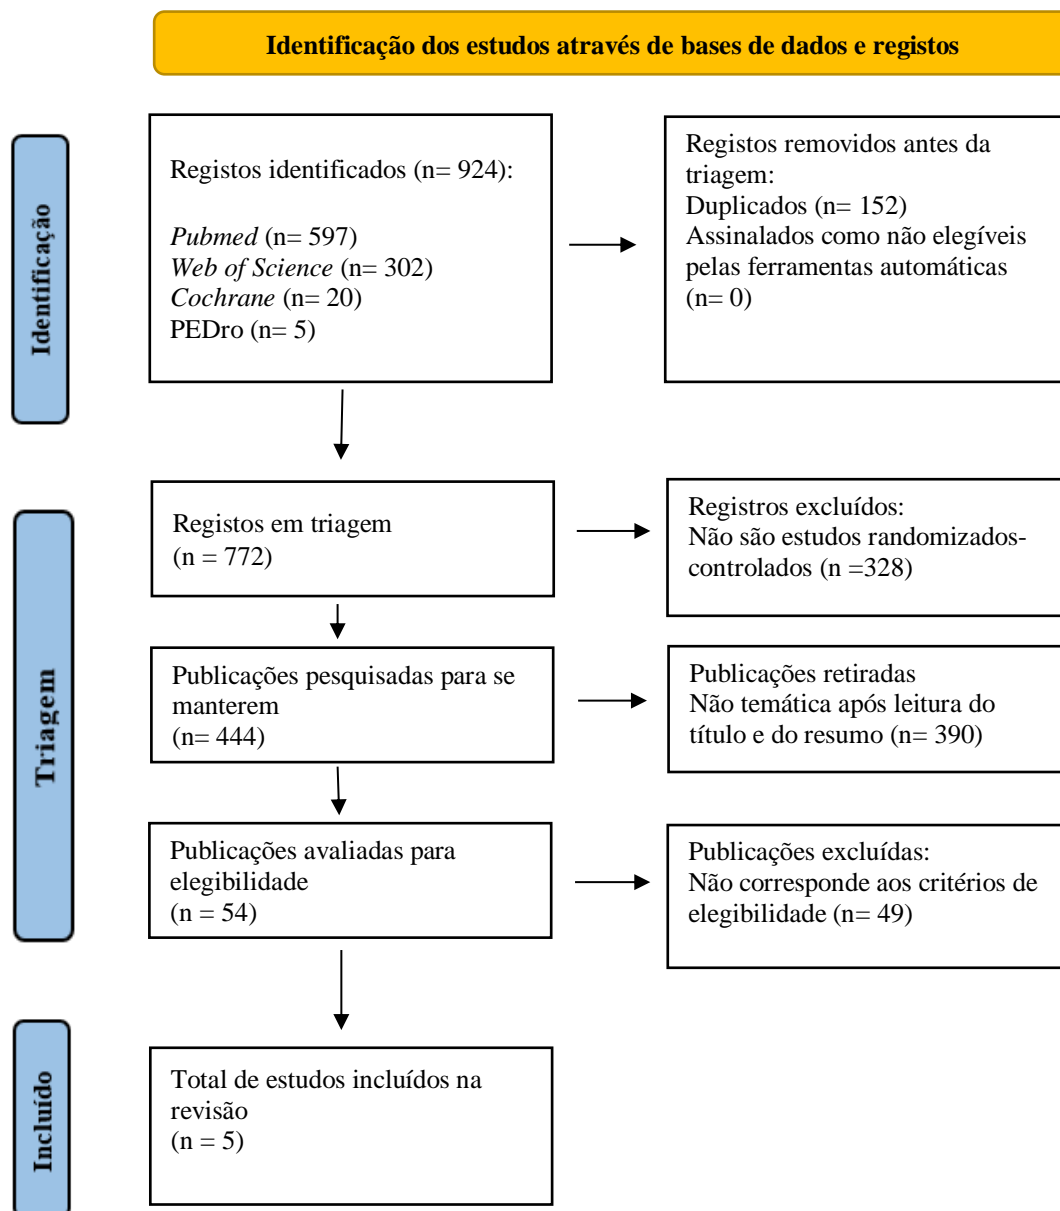 Identificação dos estudos através de bases de dados e registos
Identificação
Registos identificados (n= 924):
Pubmed (n= 597)
Web of Science (n= 302)
Cochrane (n= 20)
PEDro (n= 5)
Registos removidos antes da
triagem:
Duplicados (n= 152)
Assinalados como não elegíveis
pelas ferramentas automáticas
(n= 0)
Triagem
Registos em triagem
(n = 772)
Registros excluídos:
Não são estudos randomizados-
controlados (n =328)
Publicações pesquisadas para se
manterem
(n= 444)
Publicações retiradas
Não temática após leitura do
título e do resumo (n= 390)
Publicações avaliadas para
elegibilidade
(n = 54)
Publicações excluídas:
Não corresponde aos critérios de
elegibilidade (n= 49)
Incluído
Total de estudos incluídos na
revisão
(n = 5)